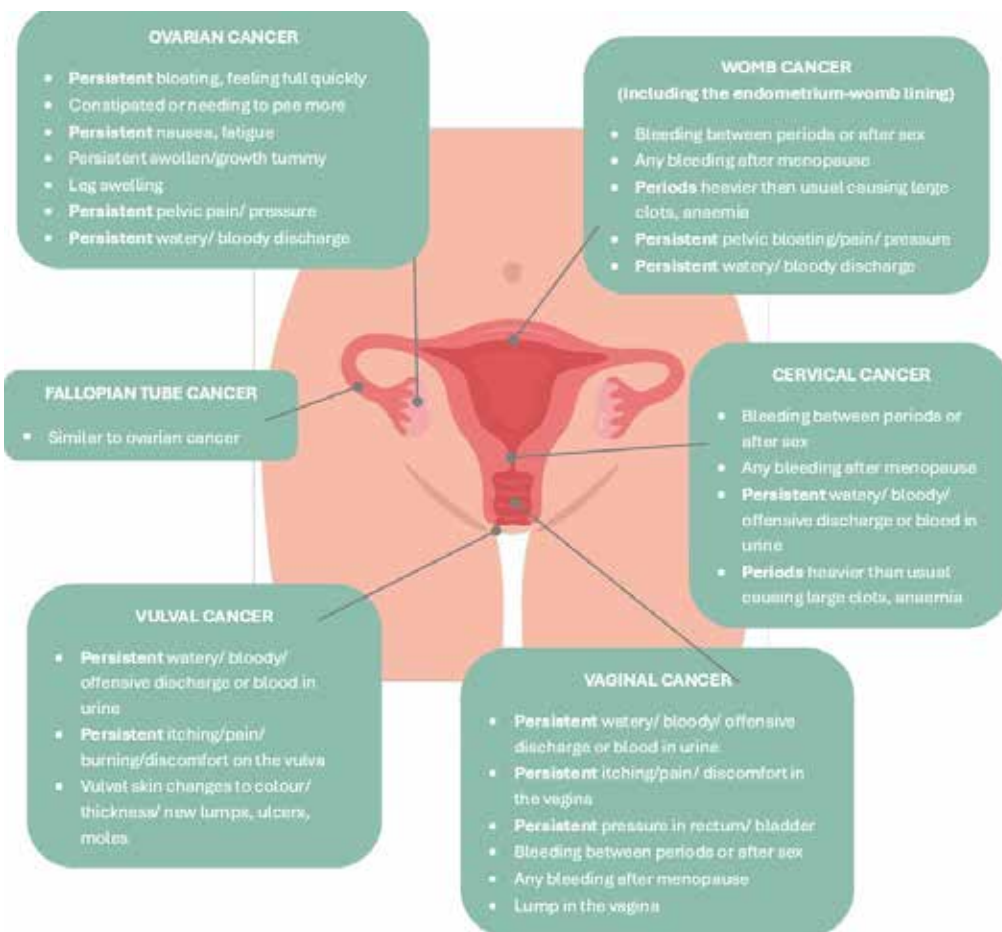 OVARIAN CANCER
• Persistent bloating, feeling full quickly
• Constipated or needing to pee more
• Persistent nausea, fatigue
• Persistent swollen/growth tummy
• Leg swelling
• Persistent pelvic pain/ pressure
• Persistent watery/ bloody discharge
WOMB CANCER
(including the endometrium-womb lining)
• Bleeding between periods or after sex
• Any bleeding after menopause
• Periods heavier than usual causing large
clots, anaemia
• Persistent pelvic bloating/pain/ pressure
• Persistent watery/ bloody discharge
FALLOPIAN TUBE CANCER
• Similar to ovarian cancer
CERVICAL CANCER
• Bleeding between periods or
after sex
• Any bleeding after menopause
• Persistent watery/ bloody/
offensive discharge or blood in
urine
• Periods heavier than usual
causing large clots, anaemia
VULVAL CANCER
• Persistent watery/ bloody/
offensive discharge or blood in
urine
• Persistent itching/pain/
burning/discomfort on the vulva
• Vulval skin changes to colour/
thickness/ new lumps, ulcers,
moles
VAGINAL CANCER
• Persistent watery/ bloody/ offensive
discharge or blood in urine
• Persistent itching/pain/ discomfort in
the vagina
• Persistent pressure in rectum/ bladder
• Bleeding between periods or after sex
• Any bleeding after menopause
• Lump in the vagina